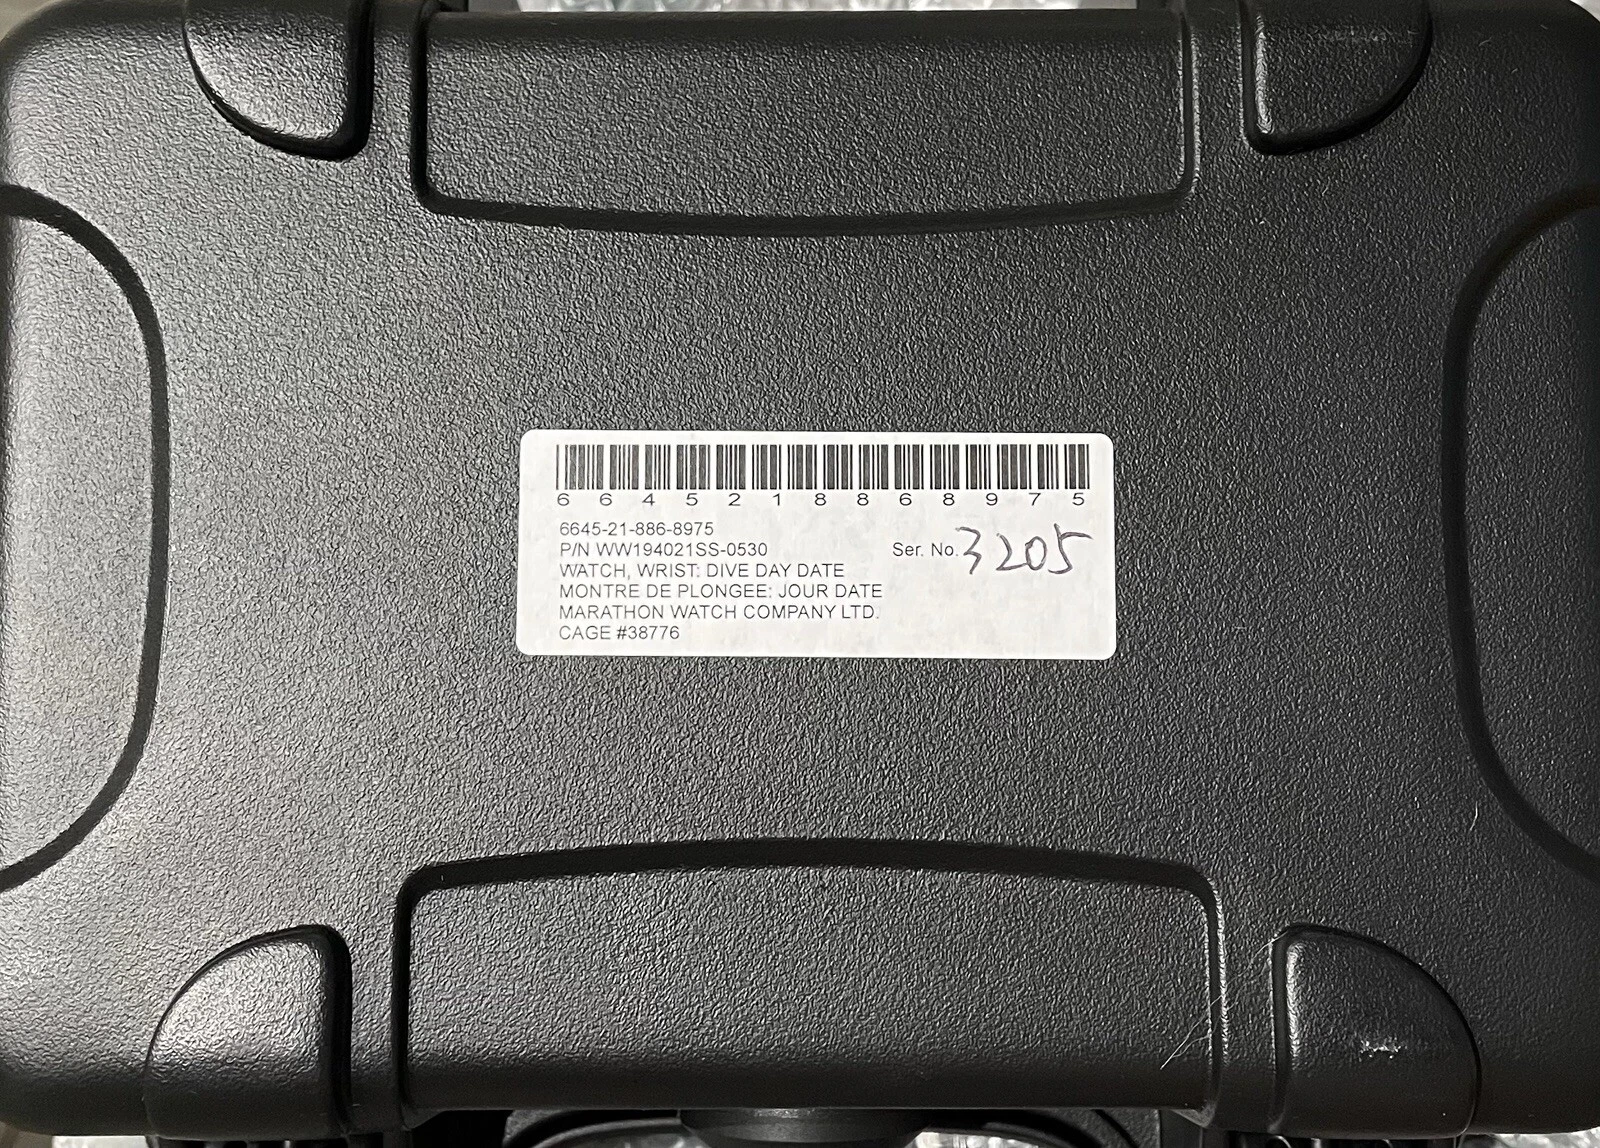 6645218868975
6645-21-886-8975
P/N WW194021SS-0530
Ser. No. 3205
WATCH, WRIST: DIVE DAY DATE
MONTRE DE PLONGEE: JOUR DATE
MARATHON WATCH COMPANY LTD.
CAGE #38776